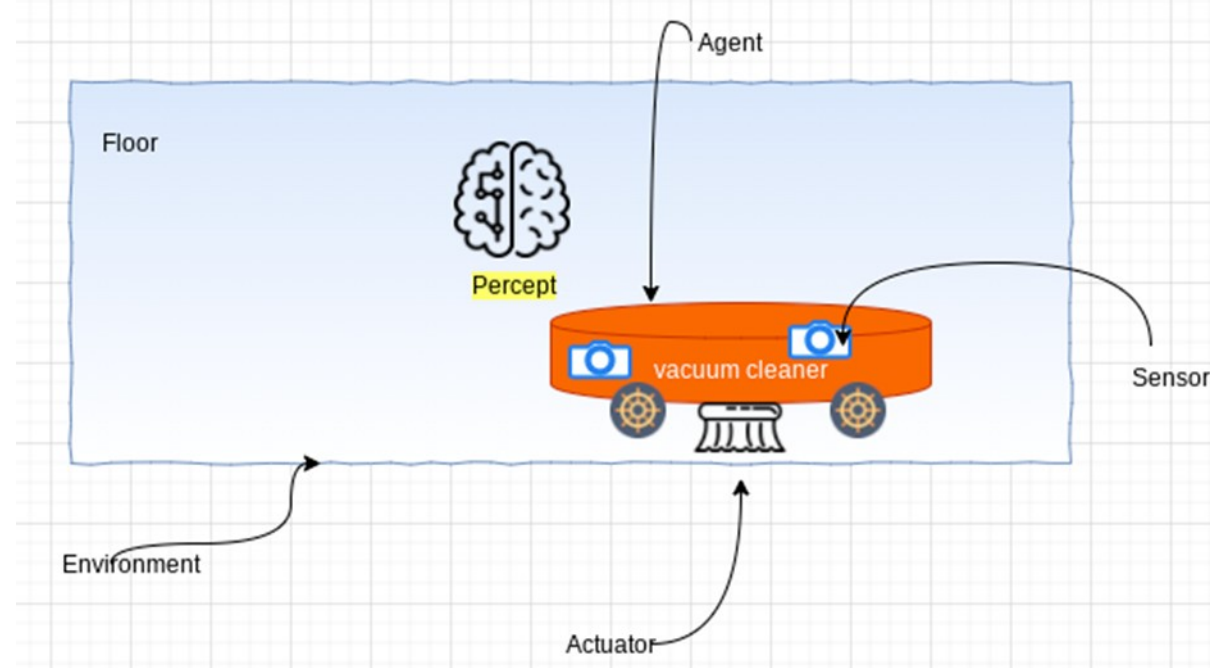 Agent
Floor
Percept
vacuum cleaner
Sensor
Environment
Actuator